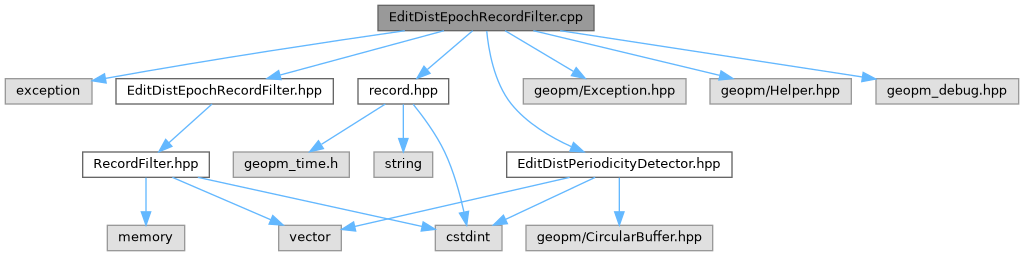 EditDistEpochRecordFilter.cpp
exception
EditDistEpochRecordFilter.hpp
record.hpp
geopm/Exception.hpp
geopm/Helper.hpp
geopm_debug.hpp
RecordFilter.hpp
geopm_time.h
string
EditDistPeriodicityDetector.hpp
memory
vector
cstdint
geopm/CircularBuffer.hpp